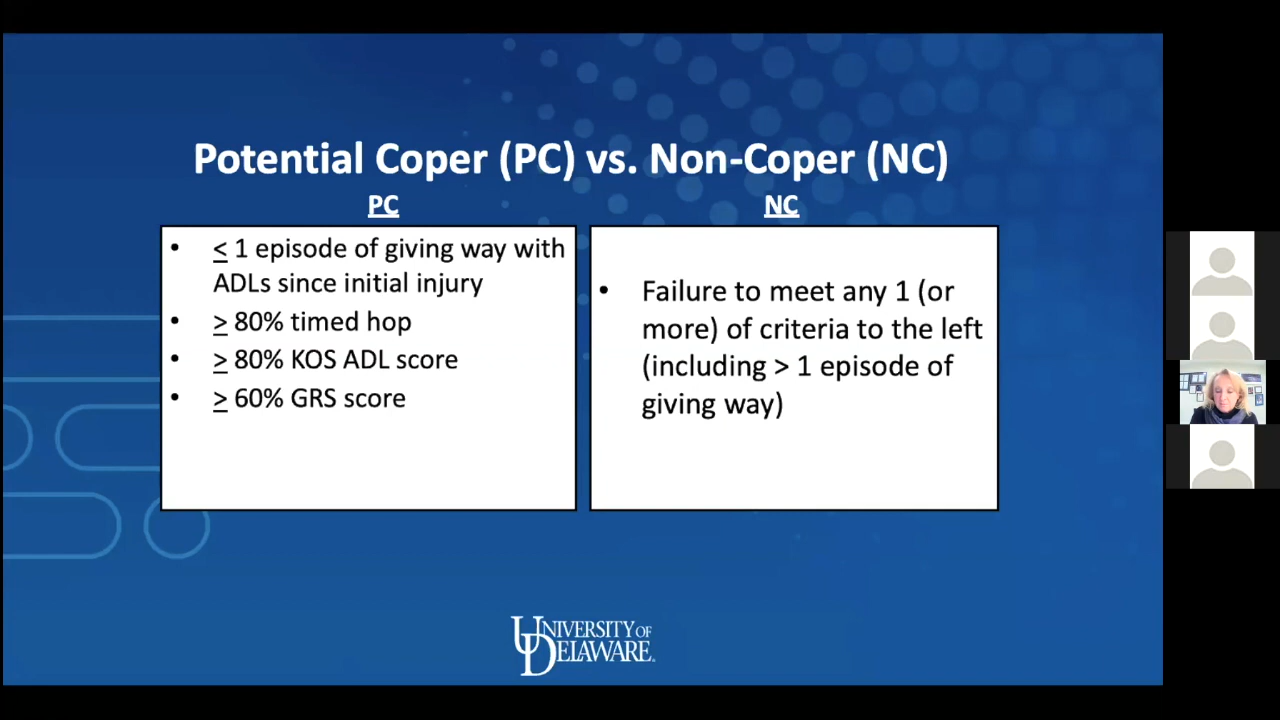 Potential Coper (PC) vs. Non-Coper (NC)
PC
• ≤ 1 episode of giving way with
ADLs since initial injury
• ≥ 80% timed hop
• ≥ 80% KOS ADL score
• ≥ 60% GRS score
NC
• Failure to meet any 1 (or
more) of criteria to the left
(including > 1 episode of
giving way)
UNIVERSITY OF
DELAWARE.